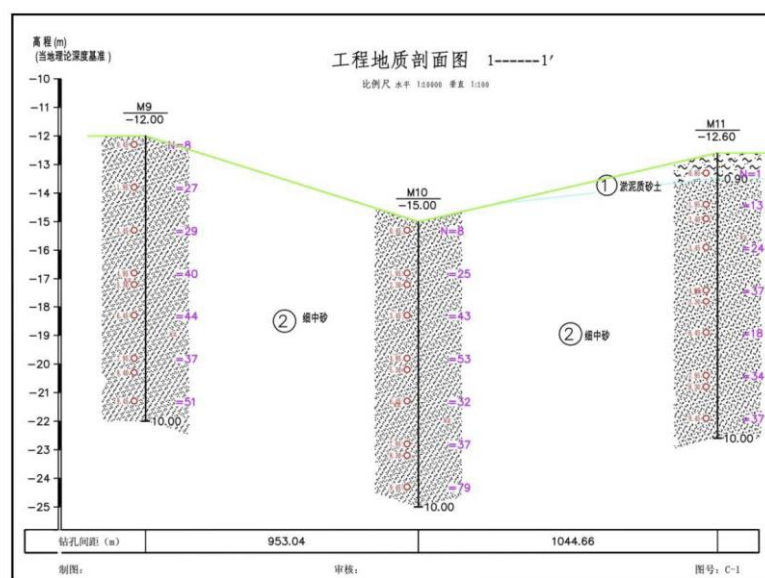 高程(m)
(当地理论深度基准)
工程地质剖面图 1------1′
比例尺 水平 1:10000 垂直 1:100
-10
-11
-12
-13
-14
-15
-16
-17
-18
-19
-20
-21
-22
-23
-24
-25
M9
-12.00
N=8
=27
=29
=40
=44
=37
=51
10.00
② 细中砂
M10
-15.00
N=8
=25
=43
=53
=32
=37
=79
10.00
① 淤泥质砂土
② 细中砂
M11
-12.60
N=1
0.90
=13
=24
=37
=18
=34
=37
10.00
钻孔间距(m) 953.04 1044.66
制图: 审核: 图号: C-1